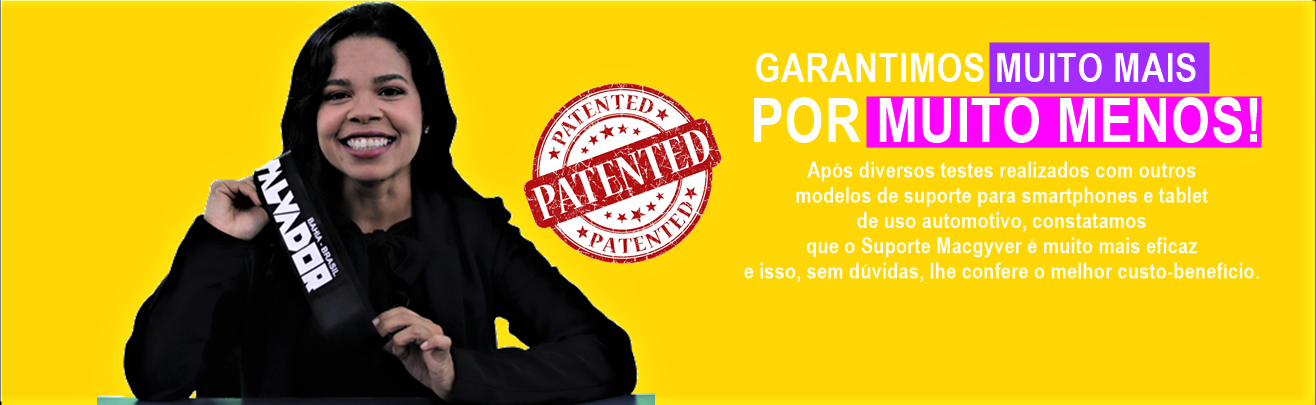 SALVADOR
BAHIA - BRASIL
PATENTED
PATENTED
PATENTED
GARANTIMOS MUITO MAIS
POR MUITO MENOS!
Após diversos testes realizados com outros
modelos de suporte para smartphones e tablet
de uso automotivo, constatamos
que o Suporte Macgyver é muito mais eficaz
e isso, sem dúvidas, lhe confere o melhor custo-benefício.